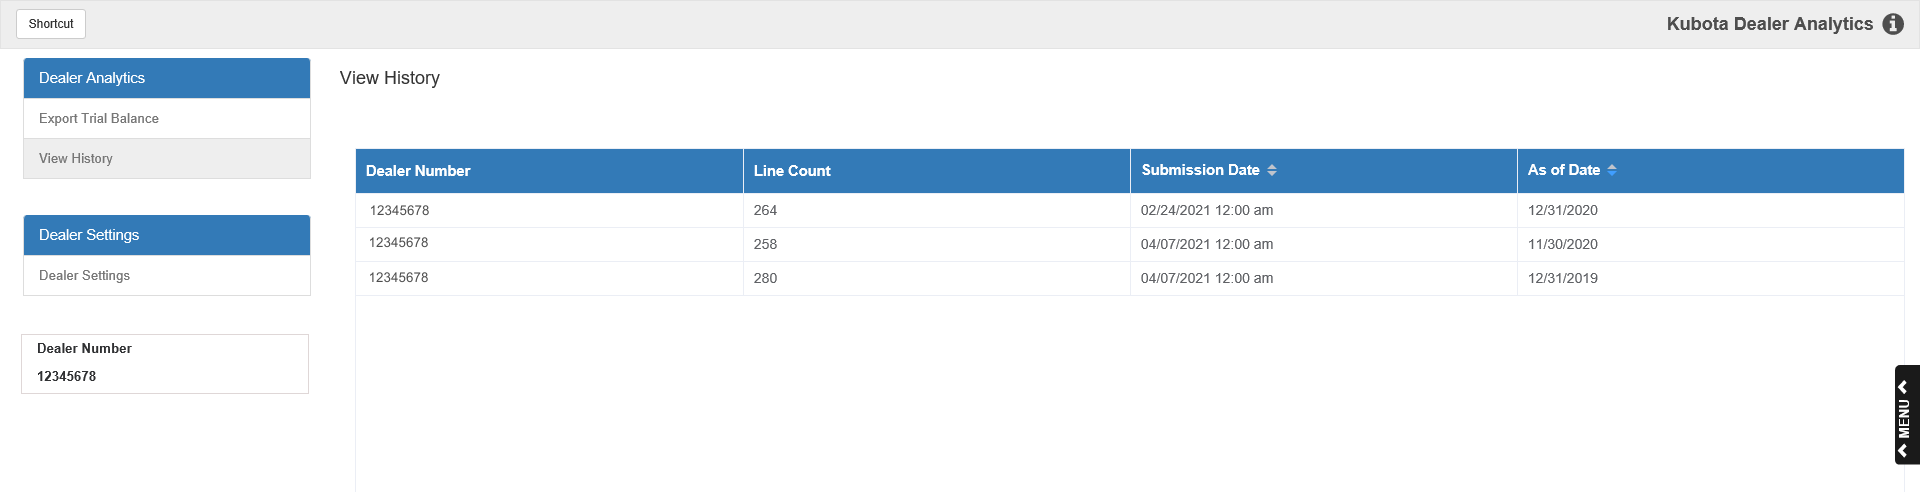 Shortcut
Kubota Dealer Analytics
Dealer Analytics
Export Trial Balance
View History
Dealer Settings
Dealer Settings
Dealer Number
12345678
View History
Dealer Number Line Count Submission Date As of Date
12345678 264 02/24/2021 12:00 am 12/31/2020
12345678 258 04/07/2021 12:00 am 11/30/2020
12345678 280 04/07/2021 12:00 am 12/31/2019
MENU